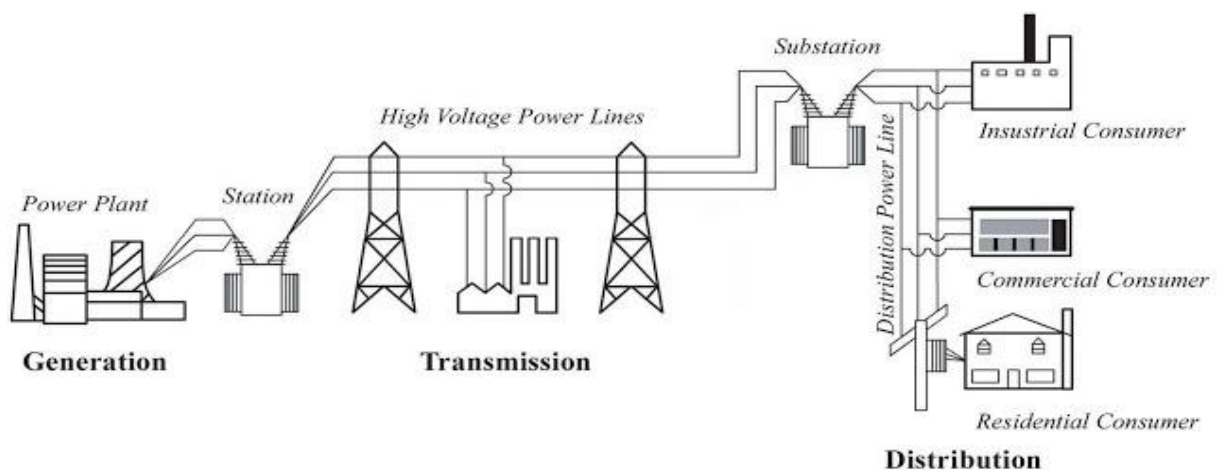 Substation
High Voltage Power Lines
Insustrial Consumer
Station
Power Plant
Distribution Power Line
Commercial Consumer
Generation
Transmission
Residential Consumer
Distribution